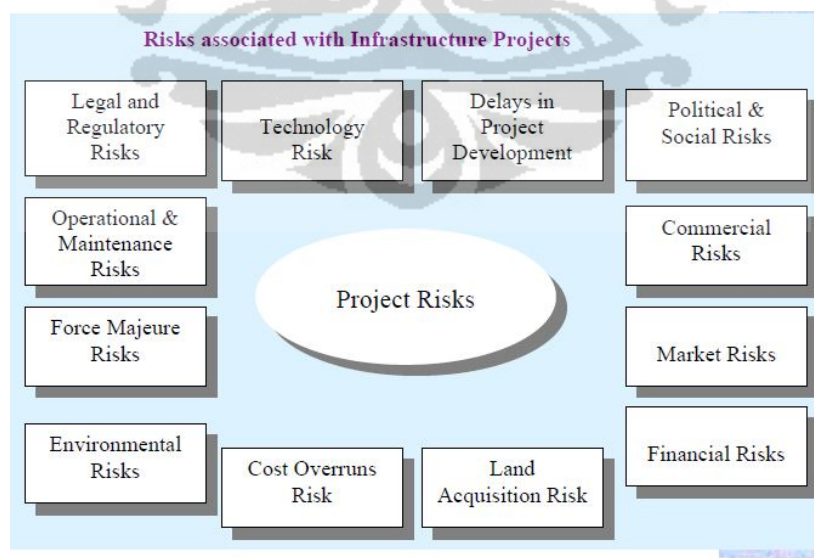 Risks associated with Infrastructure Projects
Legal and
Regulatory
Risks
Technology
Risk
Delays in
Project
Development
Political &
Social Risks
Operational &
Maintenance
Risks
Commercial
Risks
Project Risks
Force Majeure
Risks
Market Risks
Environmental
Risks
Cost Overruns
Risk
Land
Acquisition Risk
Financial Risks